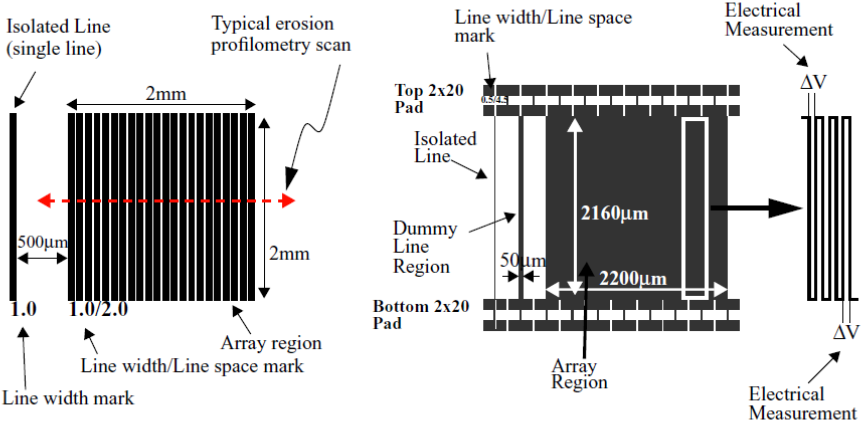 Isolated Line
(single line)
Typical erosion
profilometry scan
2mm
500μm
2mm
1.0
1.0/2.0
Array region
Line width/Line space mark
Line width mark
Line width/Line space
mark
Electrical
Measurement
ΔV
Top 2x20
Pad
0.5/4.5
Isolated
Line
Dummy
Line
Region
2160μm
50μm
2200μm
Bottom 2x20
Pad
Array
Region
ΔV
Electrical
Measurement